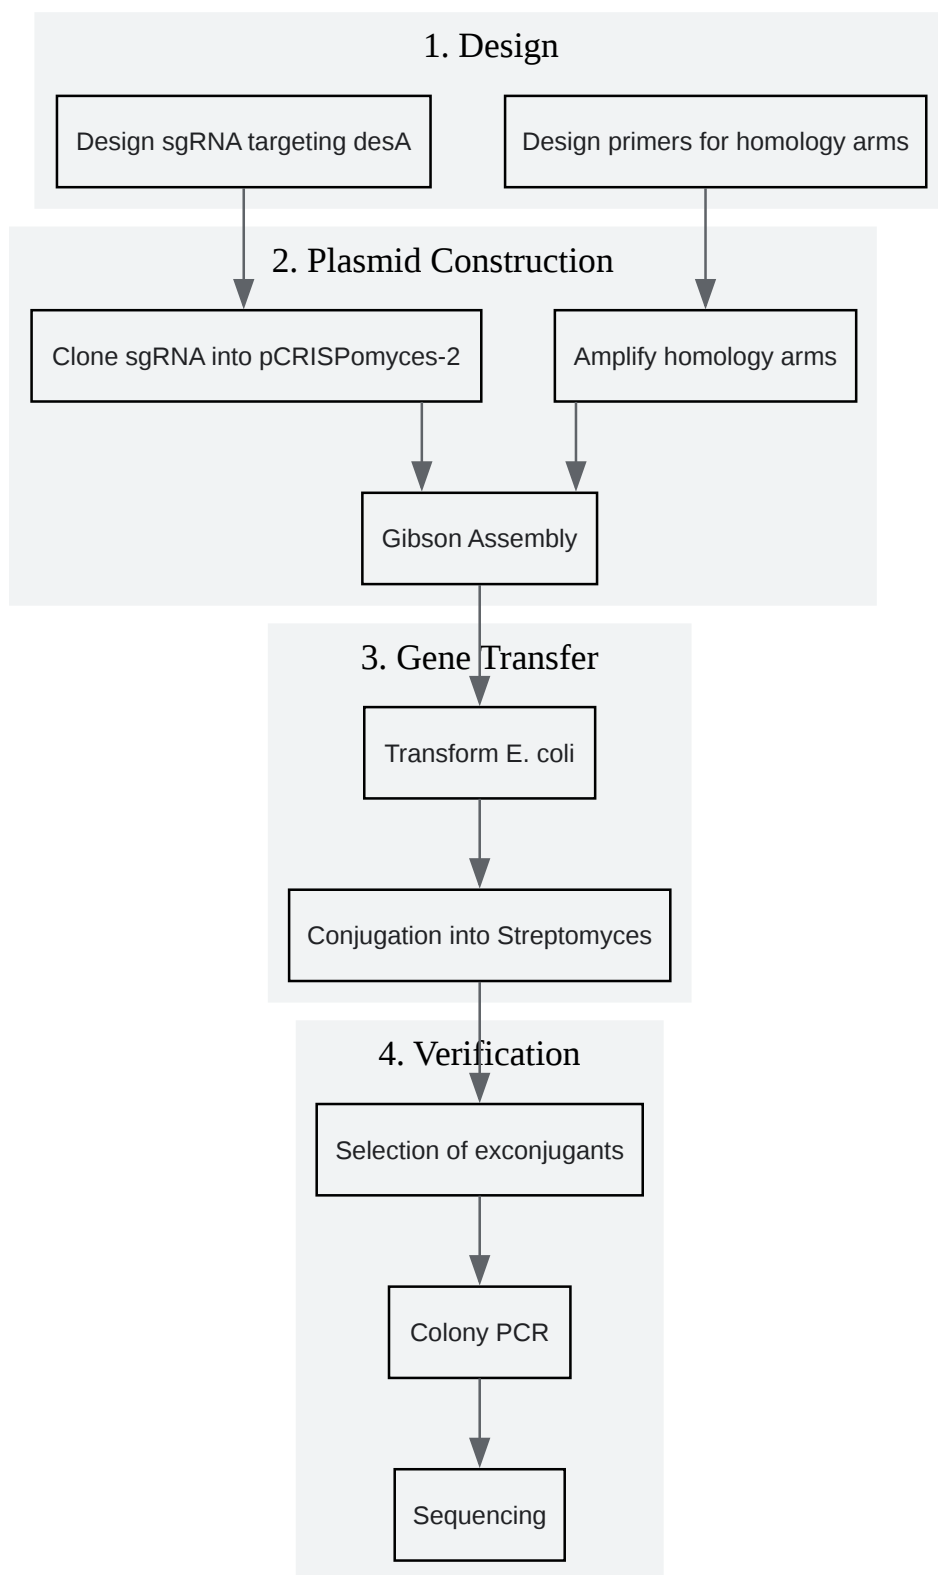 1. Design
Design sgRNA targeting desA
Design primers for homology arms
2. Plasmid Construction
Clone sgRNA into pCRISPomyces-2
Amplify homology arms
Gibson Assembly
3. Gene Transfer
Transform E. coli
Conjugation into Streptomyces
4. Verification
Selection of exconjugants
Colony PCR
Sequencing